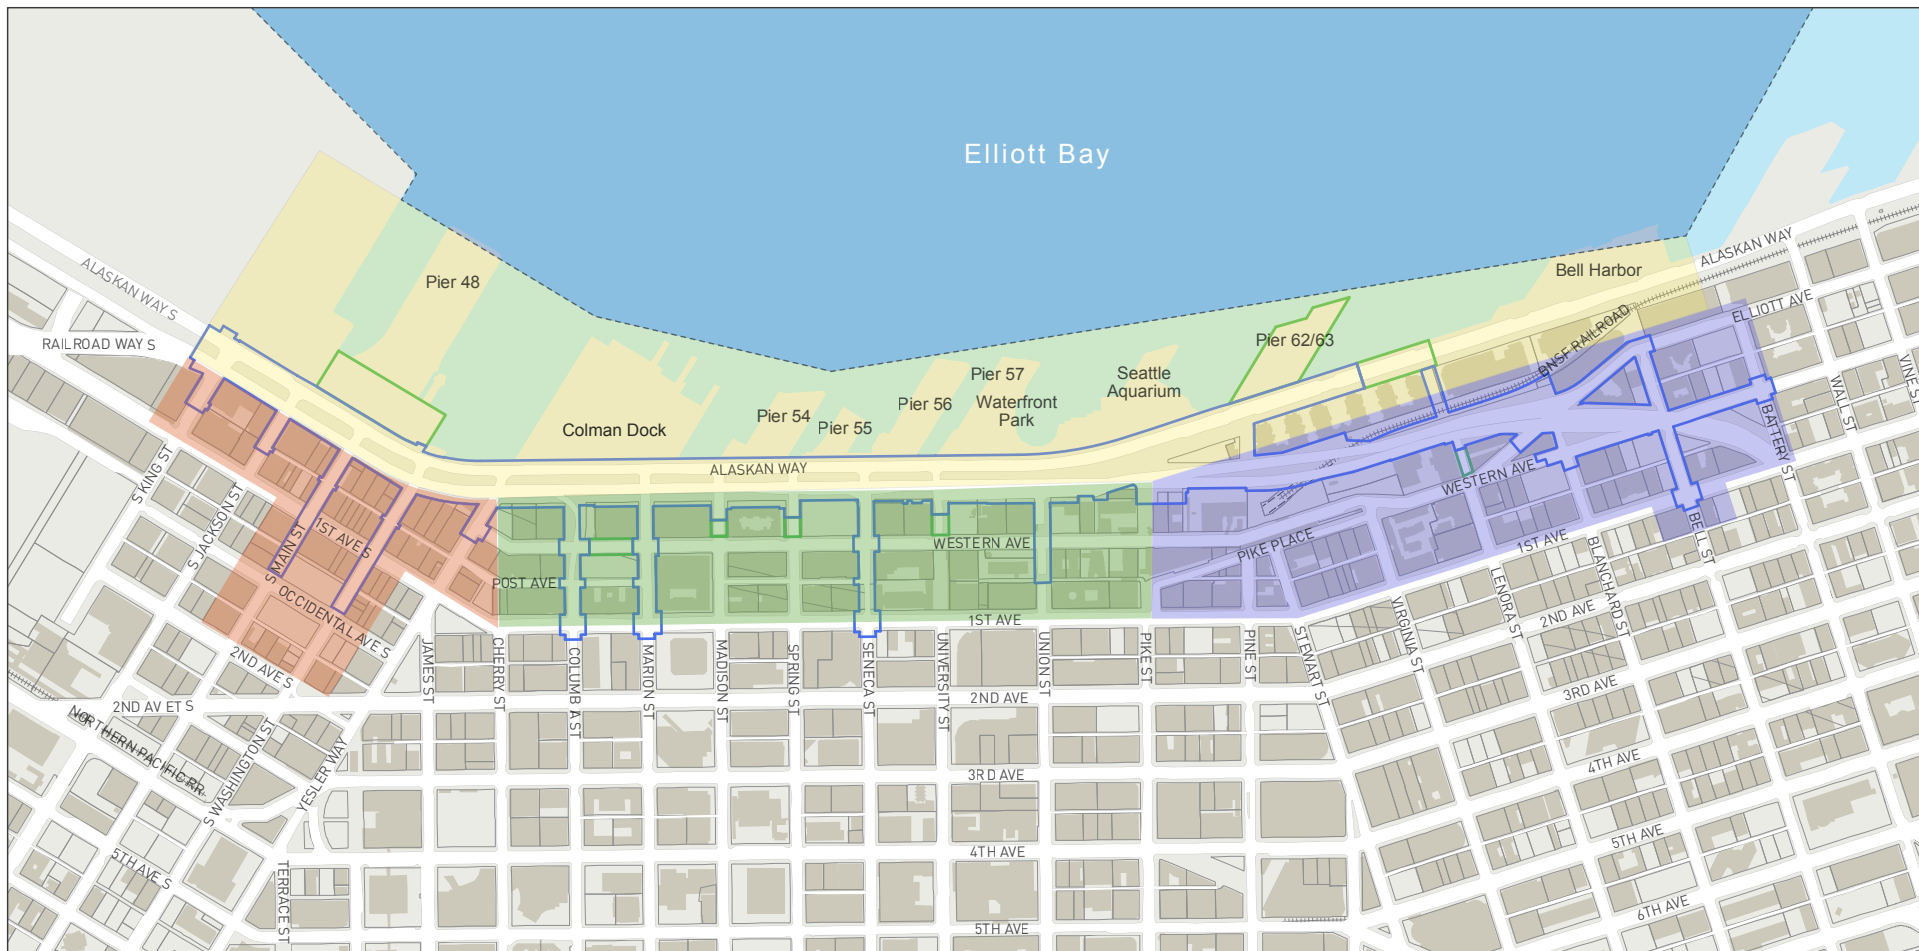 Elliott Bay
ALASKAN WAY
Bell Harbor
ALASKAN WAY S
Pier 48
ELLIOTT AVE
BNSF RAILROAD
Pier 62/63
RAILROAD WAY S
Pier 57
Seattle
Aquarium
VINE ST
WALL ST
Pier 56
Waterfront
Park
Pier 54
Pier 55
Colman Dock
BATTERY ST
ALASKAN WAY
S KING ST
WESTERN AVE
S JACKSON ST
1ST AVE S
S MAIN ST
WESTERN AVE
PIKE PLACE
1ST AVE
BELL ST
BLANCHARD ST
POST AVE
LENORA ST
OCCIDENTAL AVE S
1ST AVE
2ND AVE
VIRGINIA ST
2ND AVE S
JAMES ST
CHERRY ST
COLUMB A ST
MARION ST
MADISON ST
SPRING ST
SENECA ST
UNIVERSITY ST
UNION ST
PIKE ST
PINE ST
STEWART ST
3RD AVE
2ND AV ET S
2ND AVE
NORTHERN PACIFIC RR
S WASHINGTON ST
YESLER WAY
3RD AVE
4TH AVE
5TH AVE
5TH AVE S
4TH AVE
TERRACE ST
6TH AVE
5TH AVE